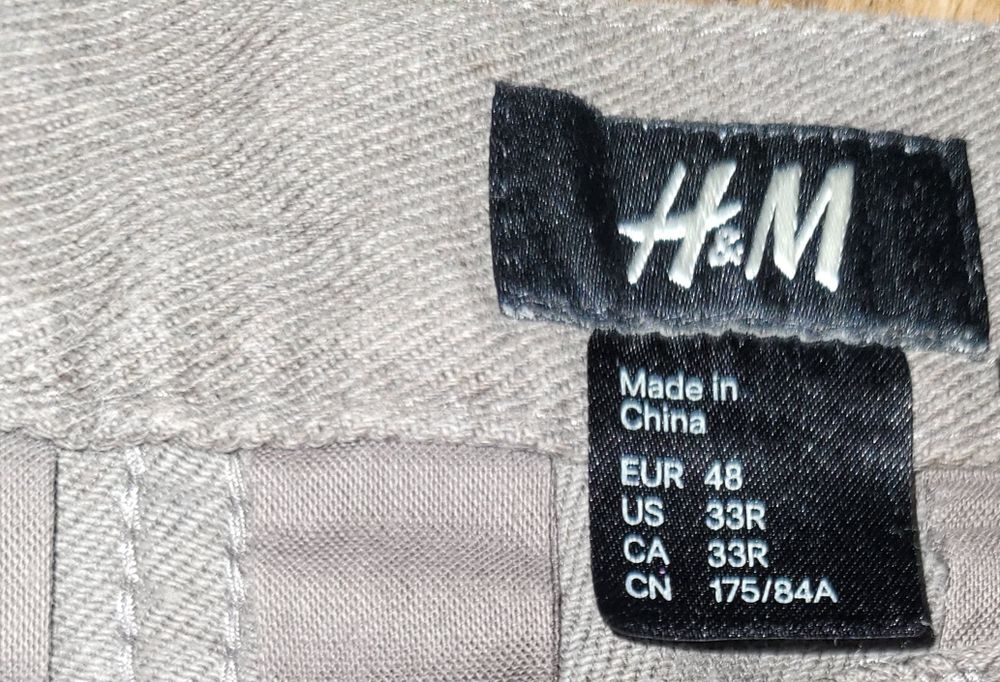 H&M
Made in
China
EUR 48
US 33R
CA 33R
CN 175/84A